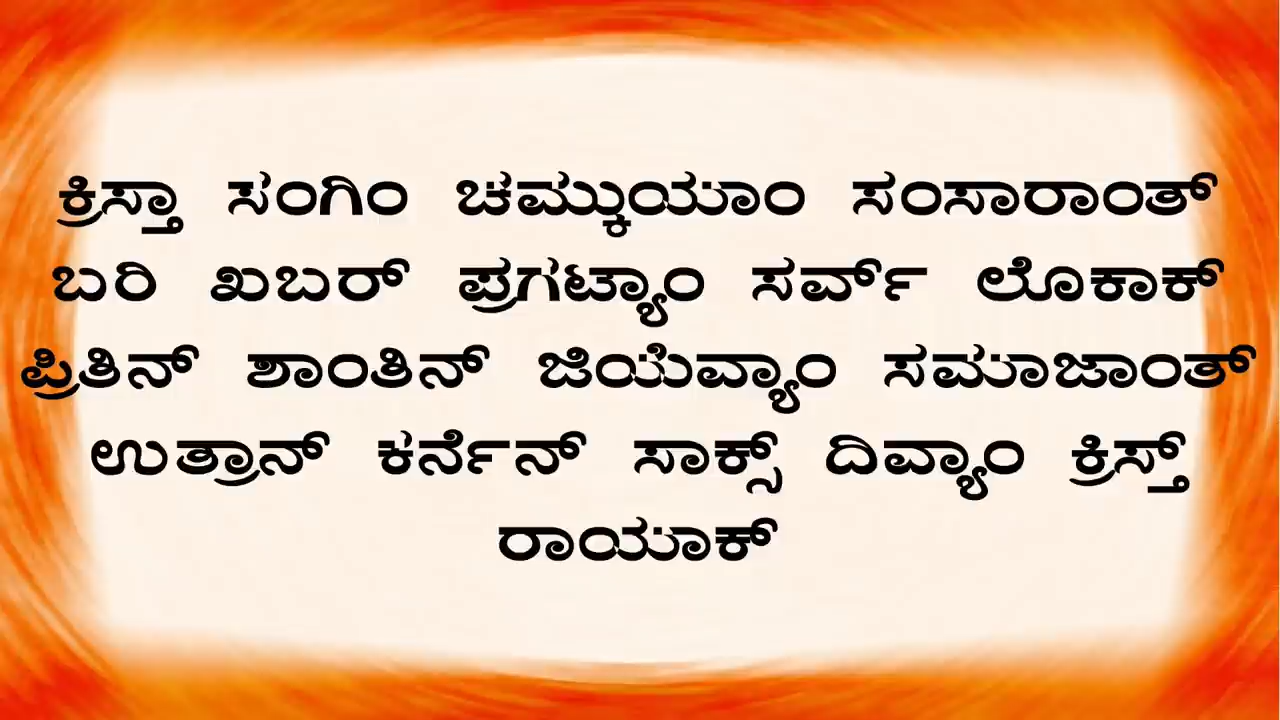 ಕ್ರಿಸ್ತಾ ಸಂಗಿಂ ಚಮ್ಕುಯಾಂ ಸಂಸಾರಾಂತ್
ಬರಿ ಖಬರ್ ಪ್ರಗಟ್ಯಾಂ ಸರ್ವ್ ಲೊಕಾಕ್
ಪ್ರಿತಿನ್ ಶಾಂತಿನ್ ಜಿಯೆವ್ಯಾಂ ಸಮಾಜಾಂತ್
ಉತ್ರಾನ್ ಕರ್ನೆನ್ ಸಾಕ್ಸ್ ದಿವ್ಯಾಂ ಕ್ರಿಸ್ತ್
ರಾಯಾಕ್